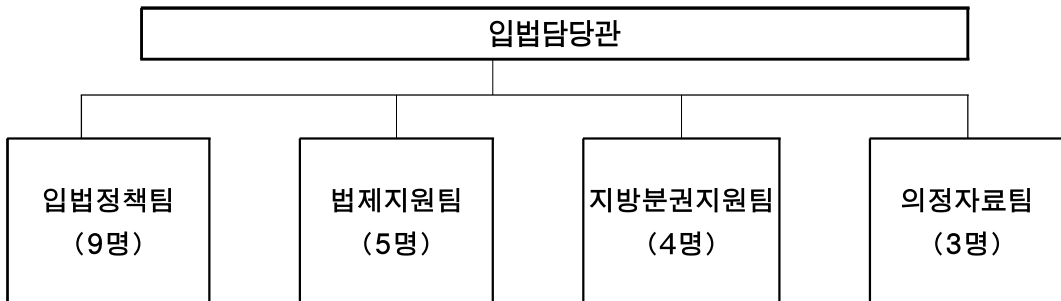 입법담당관
입법정책팀
(9명)
법제지원팀
(5명)
지방분권지원팀
(4명)
의정자료팀
(3명)